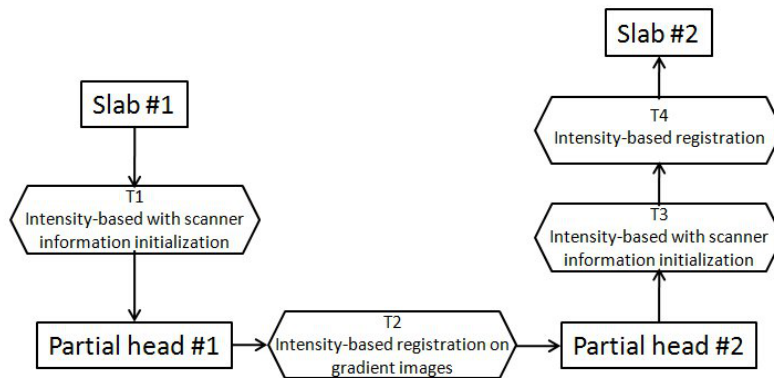 Slab #2
Slab #1
T4
Intensity-based registration
T1
Intensity-based with scanner
information initialization
T3
Intensity-based with scanner
information initialization
Partial head #1
T2
Intensity-based registration on
gradient images
Partial head #2